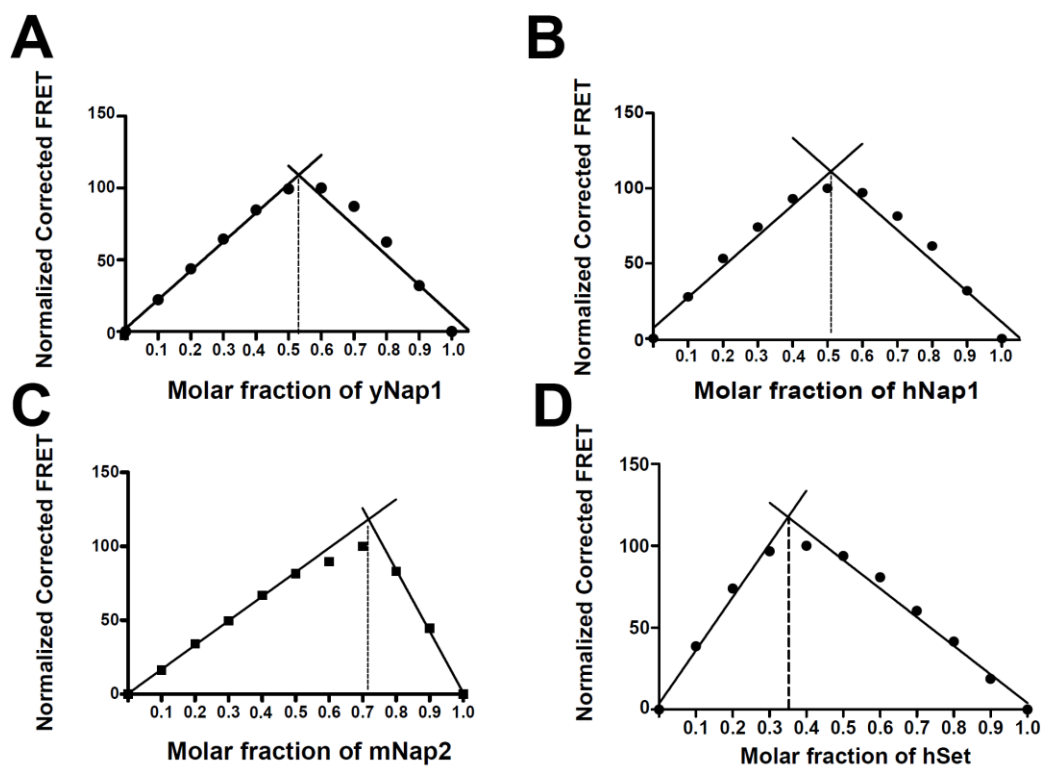 A
Normalized Corrected FRET
150
100
50
0
0.1 0.2 0.3 0.4 0.5 0.6 0.7 0.8 0.9 1.0
Molar fraction of yNap1
B
Normalized Corrected FRET
150
100
50
0
0.1 0.2 0.3 0.4 0.5 0.6 0.7 0.8 0.9 1.0
Molar fraction of hNap1
C
Normalized Corrected FRET
150
100
50
0
0.1 0.2 0.3 0.4 0.5 0.6 0.7 0.8 0.9 1.0
Molar fraction of mNap2
D
Normalized Corrected FRET
150
100
50
0
0.1 0.2 0.3 0.4 0.5 0.6 0.7 0.8 0.9 1.0
Molar fraction of hSet